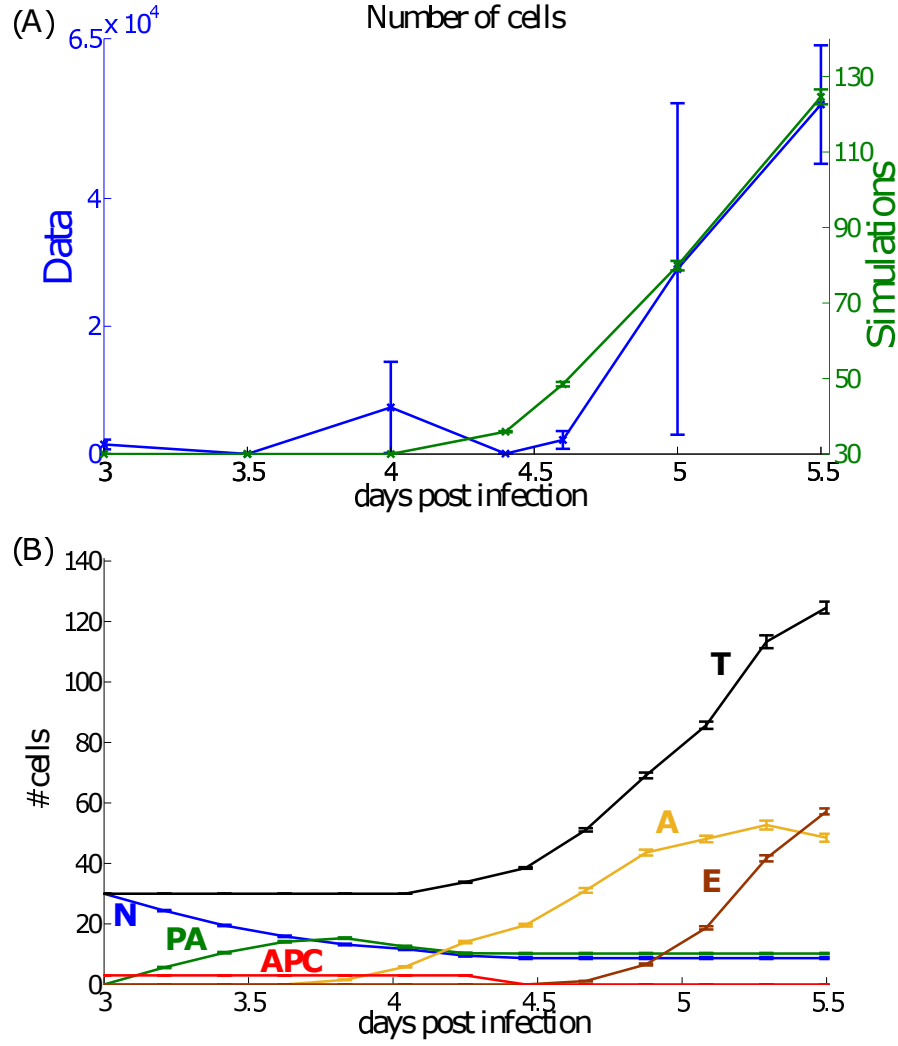 (A)
Number of cells
6.5 x 10^4
4
2
0
Data
130
110
90
70
50
30
Simulations
3 3.5 4 4.5 5 5.5
days post infection
(B)
140
120
100
80
60
40
20
0
# cells
T
A
E
N
PA
APC
3 3.5 4 4.5 5 5.5
days post infection